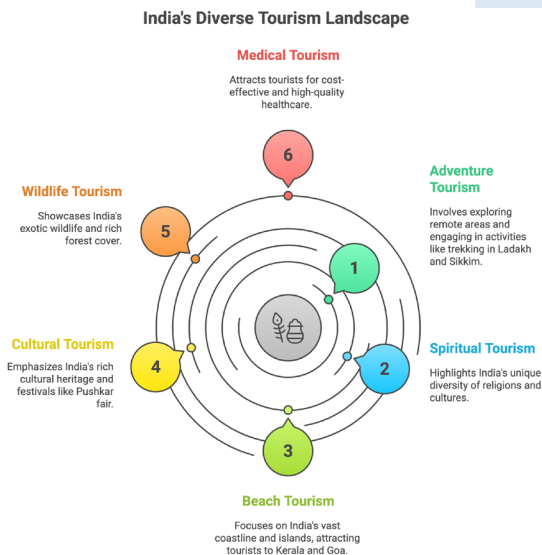 India's Diverse Tourism Landscape
Medical Tourism
Attracts tourists for cost-
effective and high-quality
healthcare.
6
Adventure
Tourism
Involves exploring
remote areas and
engaging in activities
like trekking in Ladakh
and Sikkim.
1
Spiritual Tourism
Highlights India's unique
diversity of religions and
cultures.
2
Beach Tourism
Focuses on India's vast
coastline and islands, attracting
tourists to Kerala and Goa.
3
Cultural Tourism
Emphasizes India's rich
cultural heritage and
festivals like Pushkar
fair.
4
Wildlife Tourism
Showcases India's
exotic wildlife and rich
forest cover.
5